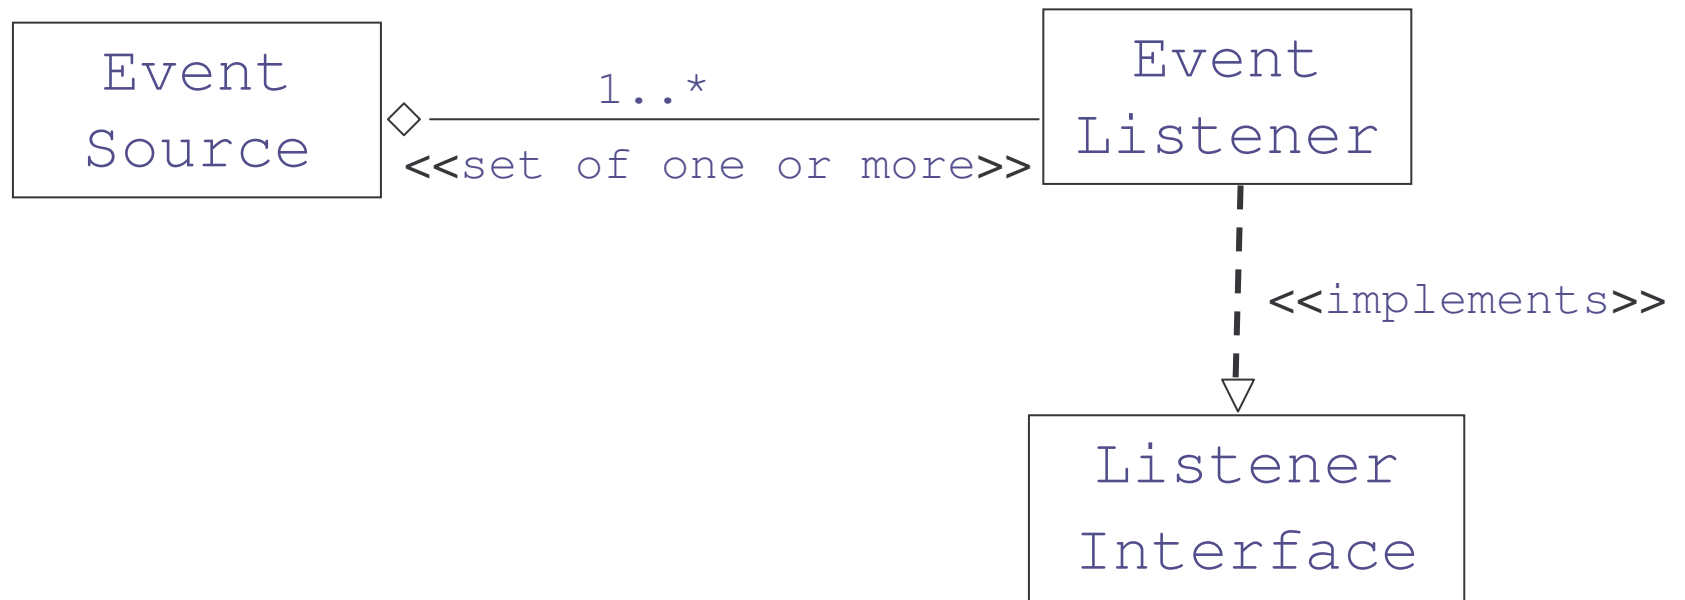 Event
Source
1..*
<<set of one or more>>
Event
Listener
<<implements>>
Listener
Interface